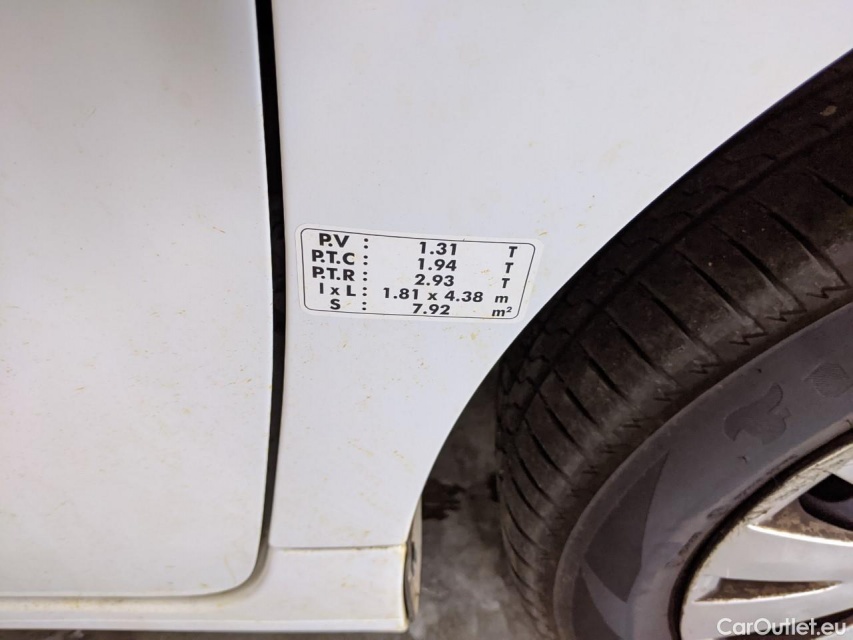 P.V : 1.31 T
P.T.C : 1.94 T
P.T.R : 2.93 T
l x L : 1.81 x 4.38 m
S : 7.92 m²
CarOutlet.eu